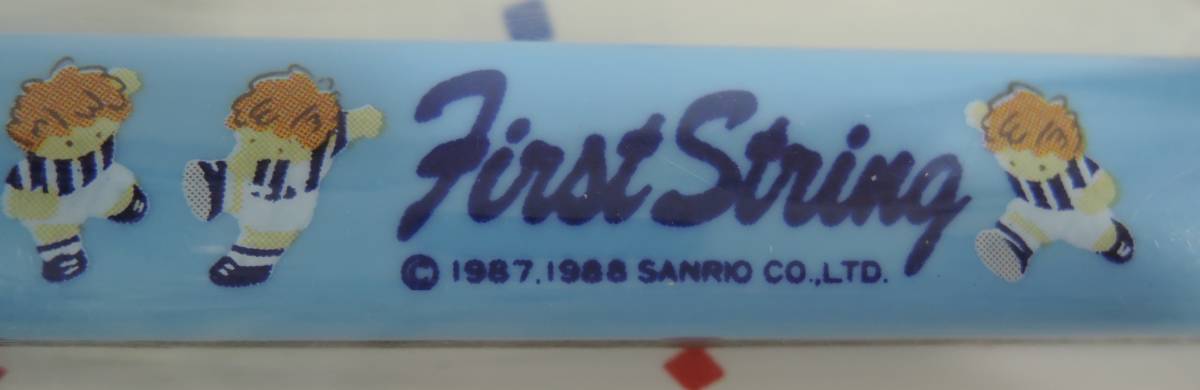 First String
© 1987, 1988 SANRIO CO., LTD.